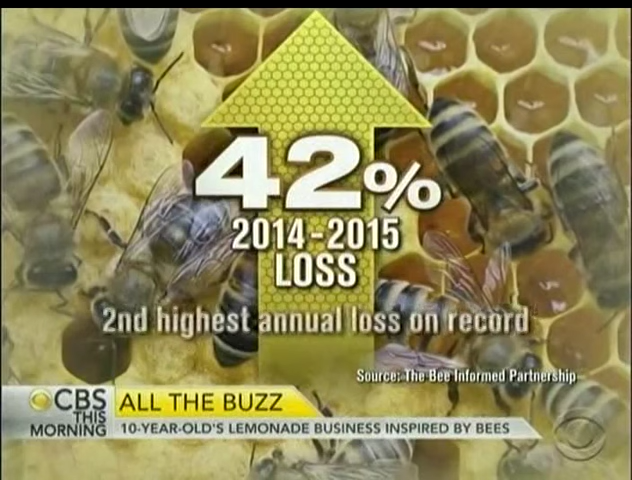 42%
2014-2015
LOSS
2nd highest annual loss on record
Source: The Bee Informed Partnership
CBS
THIS
MORNING
ALL THE BUZZ
10-YEAR-OLD'S LEMONADE BUSINESS INSPIRED BY BEES